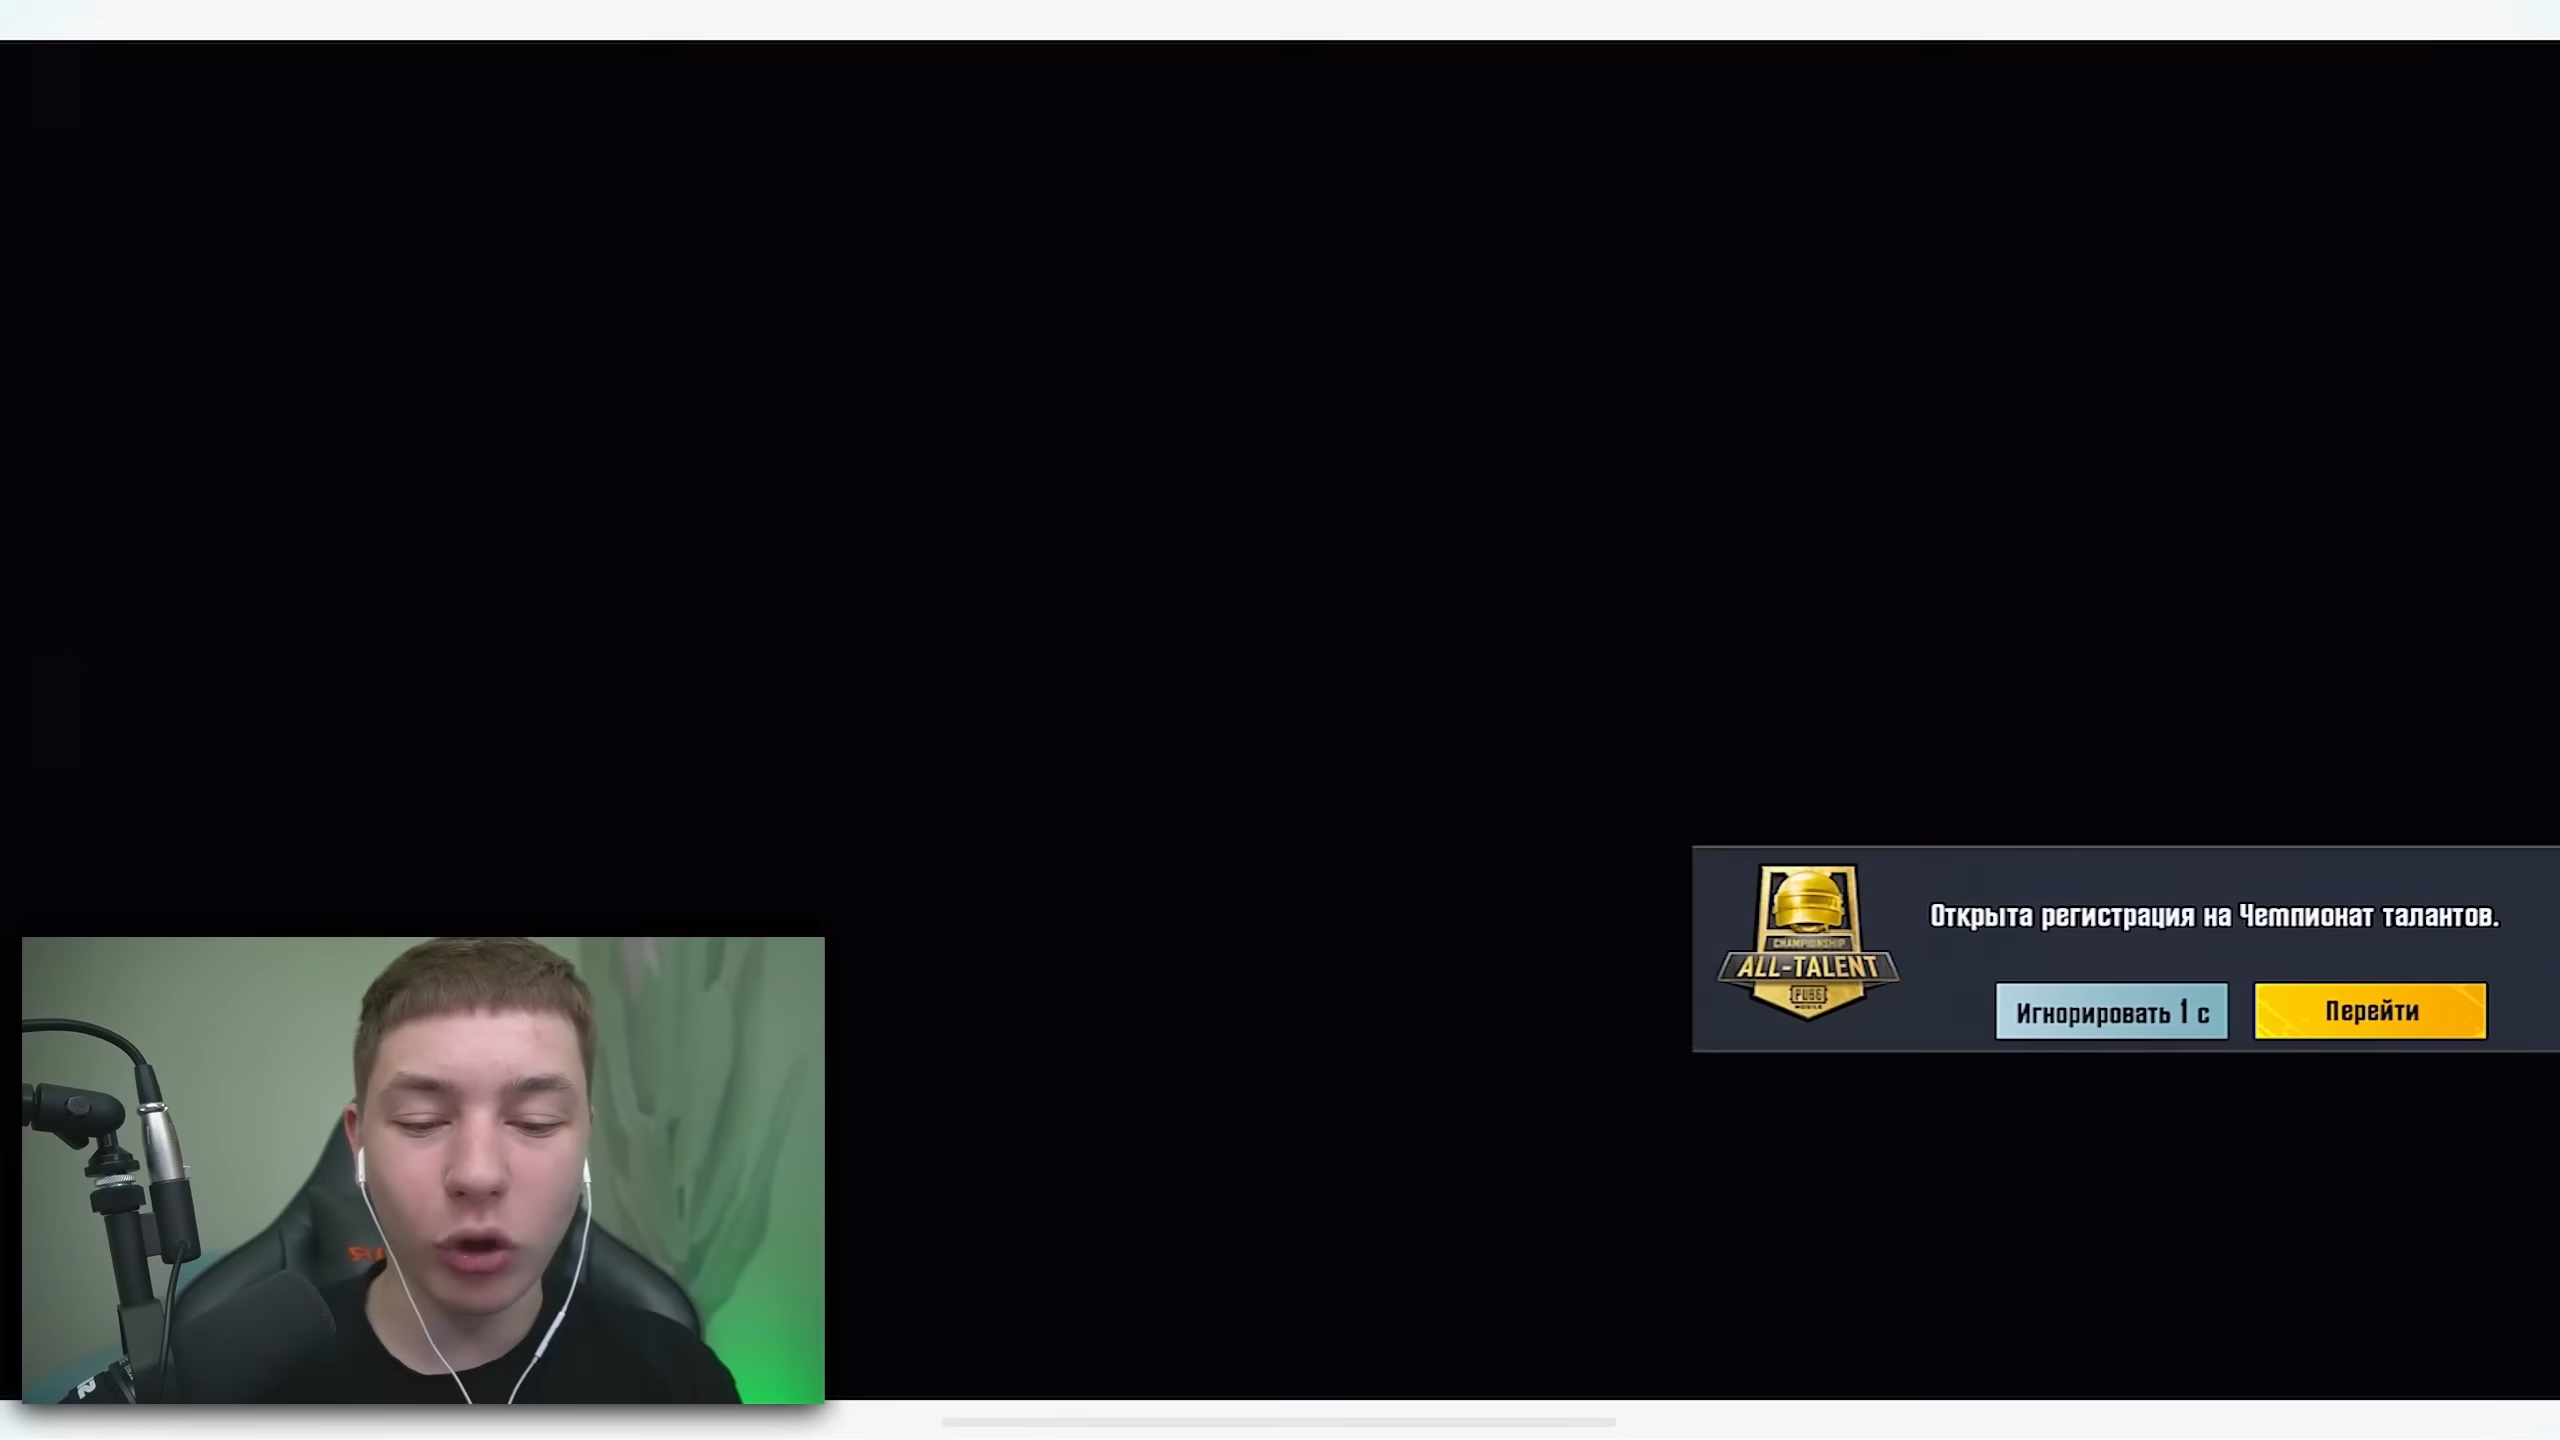 Открыта регистрация на Чемпионат талантов.
CHAMPIONSHIP
ALL-TALENT
PUBG
MOBILE
Игнорировать 1 с
Перейти